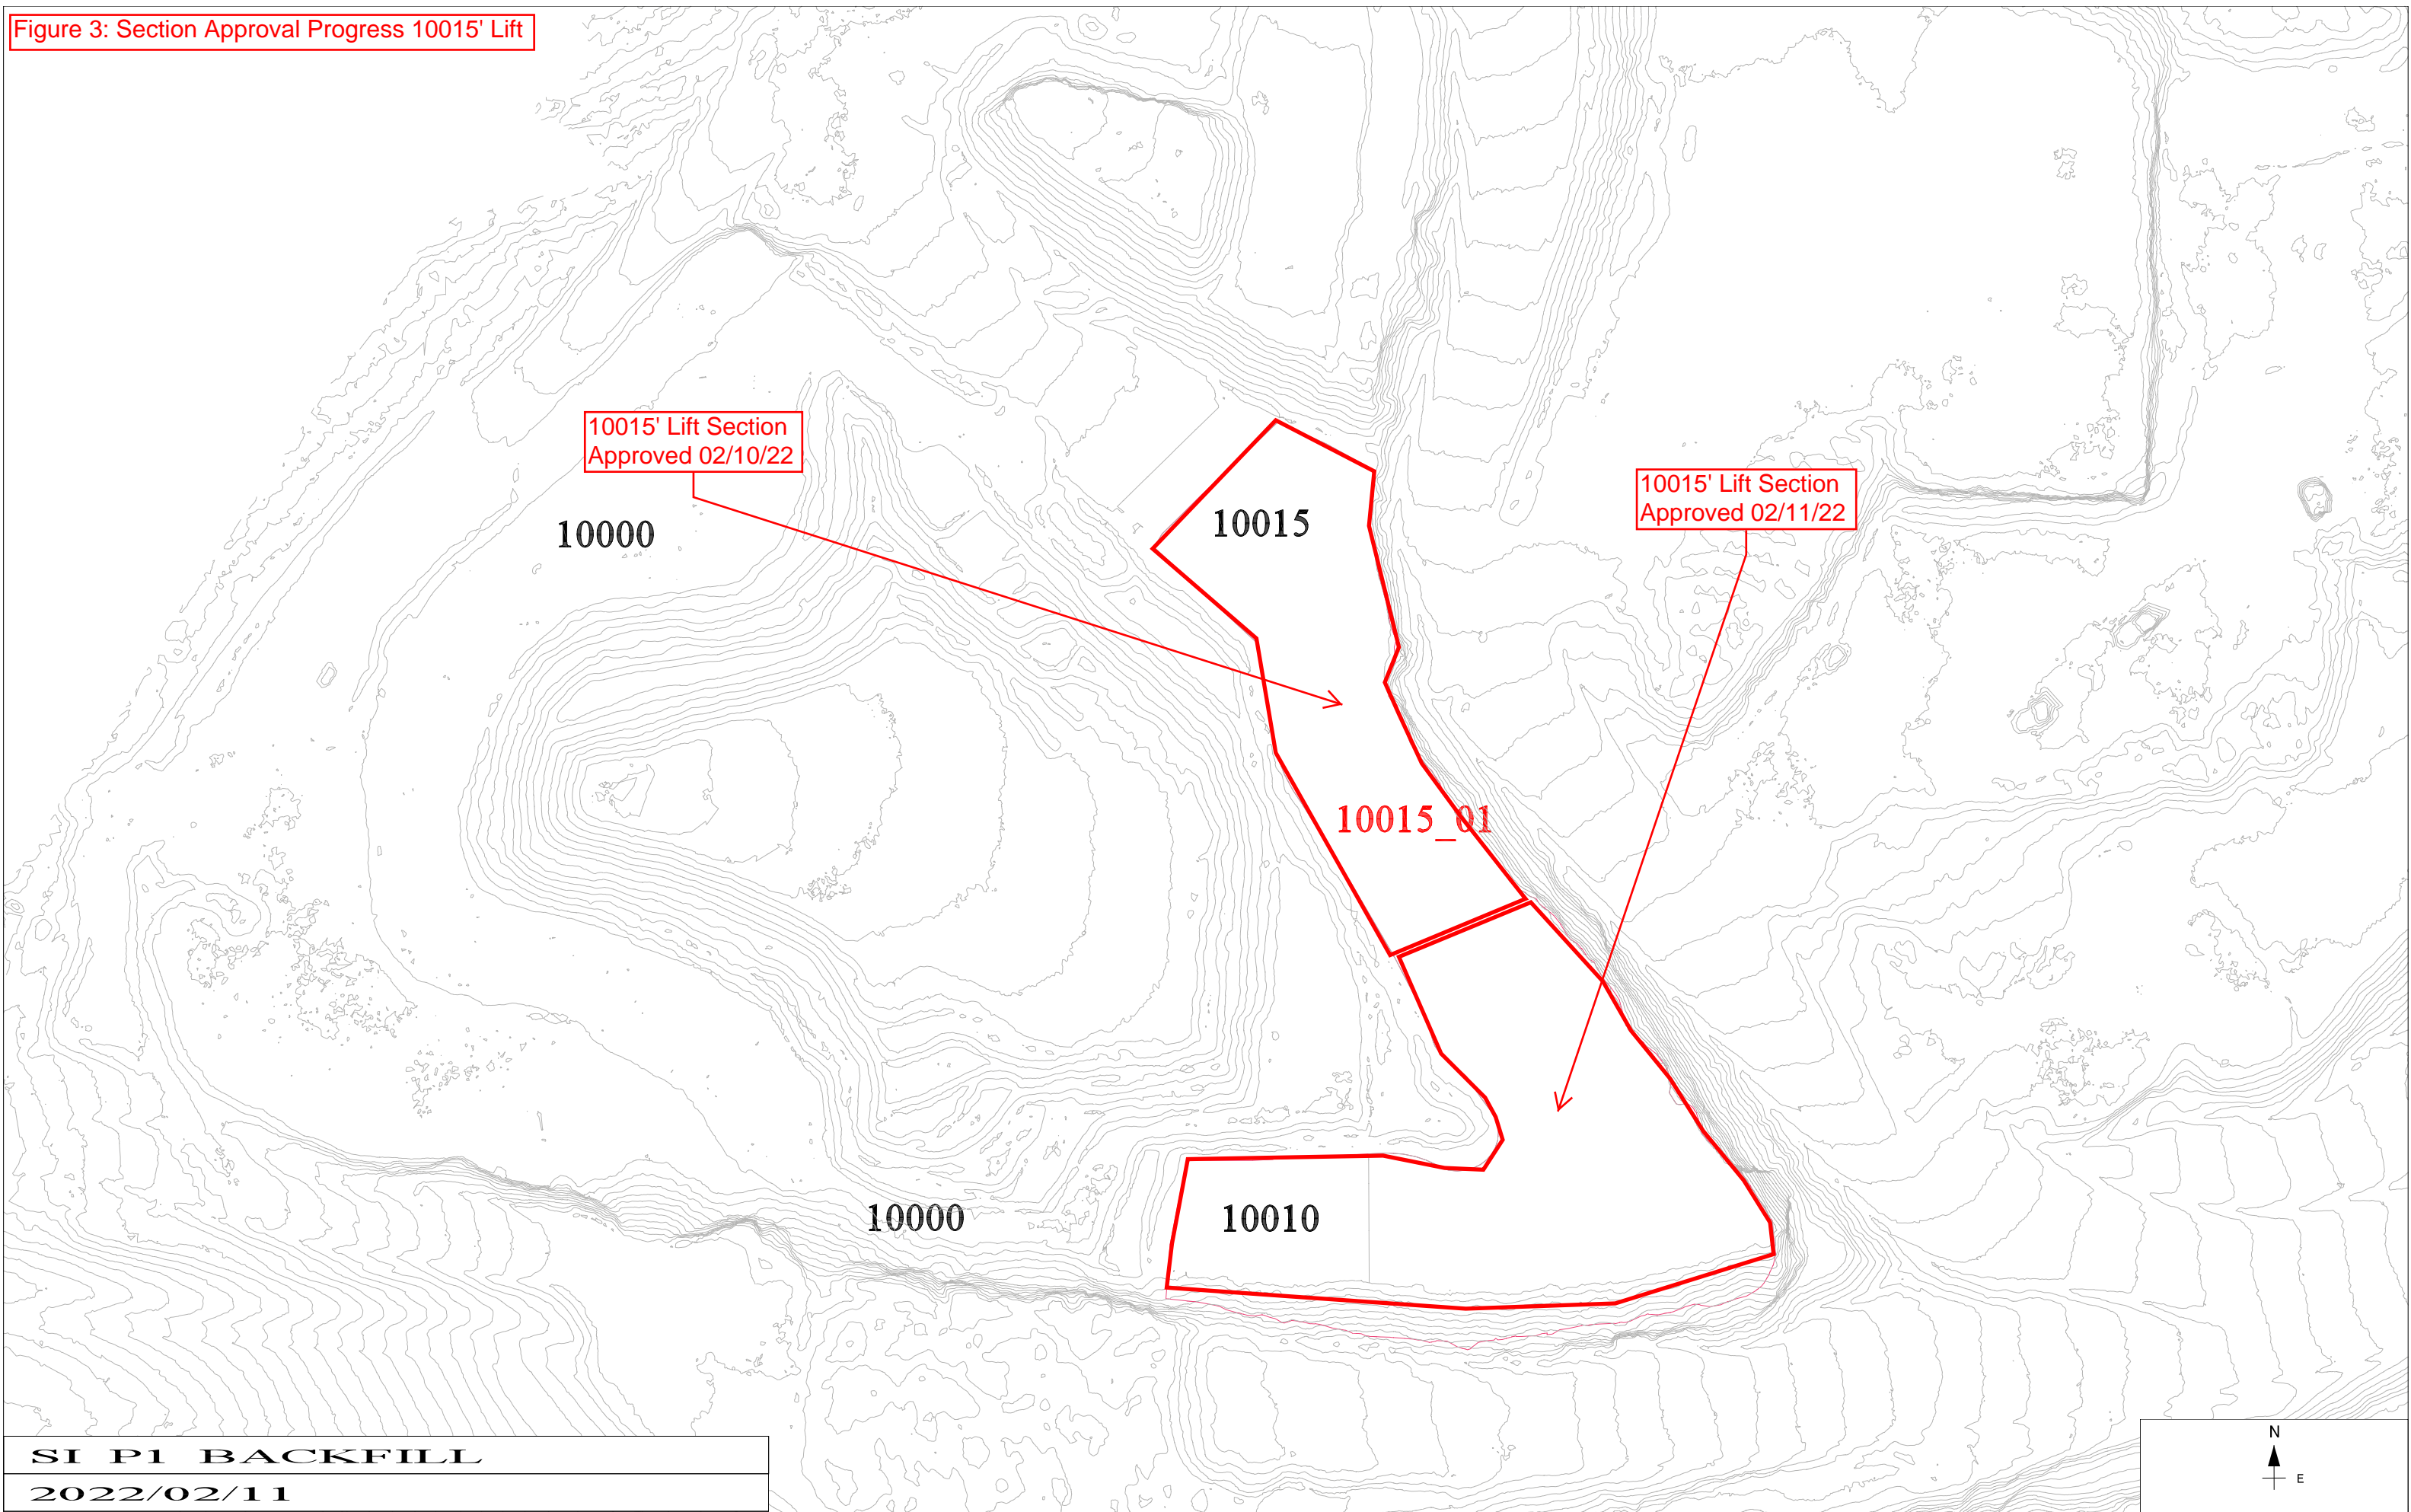 Figure 3: Section Approval Progress 10015' Lift
10015' Lift Section
Approved 02/10/22
10015' Lift Section
Approved 02/11/22
10000
10015
10015_01
10000
10010
SI P1 BACKFILL
2022/02/11
N
E